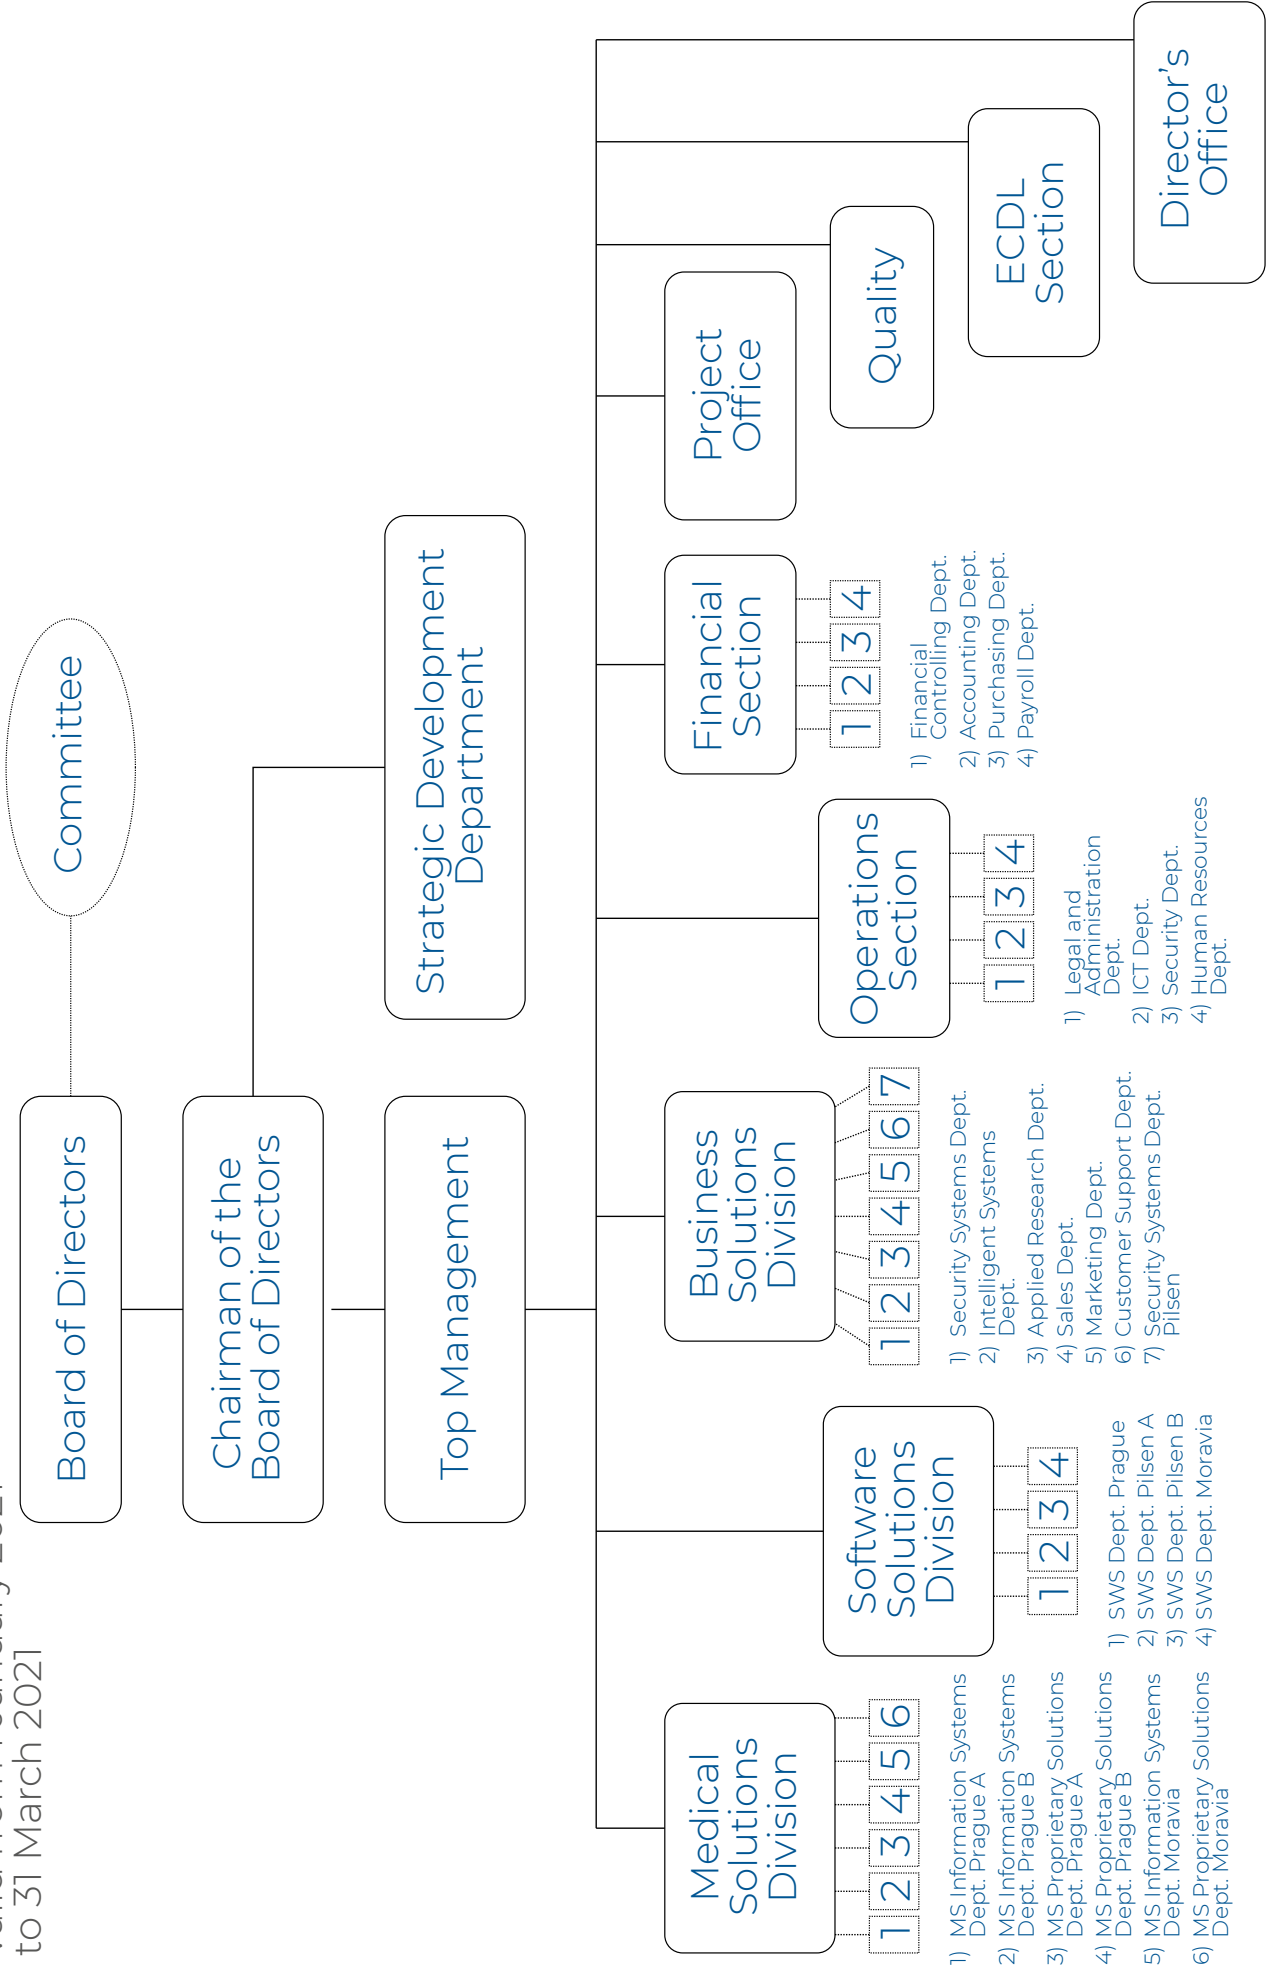 to 31 March 2021
Board of Directors
Committee
Chairman of the
Board of Directors
Top Management
Strategic Development
Department
Medical
Solutions
Division
1 2 3 4 5 6
1) MS Information Systems
Dept. Prague A
2) MS Information Systems
Dept. Prague B
3) MS Proprietary Solutions
Dept. Prague A
4) MS Proprietary Solutions
Dept. Prague B
5) MS Information Systems
Dept. Moravia
6) MS Proprietary Solutions
Dept. Moravia
Software
Solutions
Division
1 2 3 4
1) SWS Dept. Prague
2) SWS Dept. Pilsen A
3) SWS Dept. Pilsen B
4) SWS Dept. Moravia
Business
Solutions
Division
1 2 3 4 5 6 7
1) Security Systems Dept.
2) Intelligent Systems
Dept.
3) Applied Research Dept.
4) Sales Dept.
5) Marketing Dept.
6) Customer Support Dept.
7) Security Systems Dept.
Pilsen
Operations
Section
1 2 3 4
1) Legal and
Administration
Dept.
2) ICT Dept.
3) Security Dept.
4) Human Resources
Dept.
Financial
Section
1 2 3 4
1) Financial
Controlling Dept.
2) Accounting Dept.
3) Purchasing Dept.
4) Payroll Dept.
Project
Office
Quality
ECDL
Section
Director's
Office